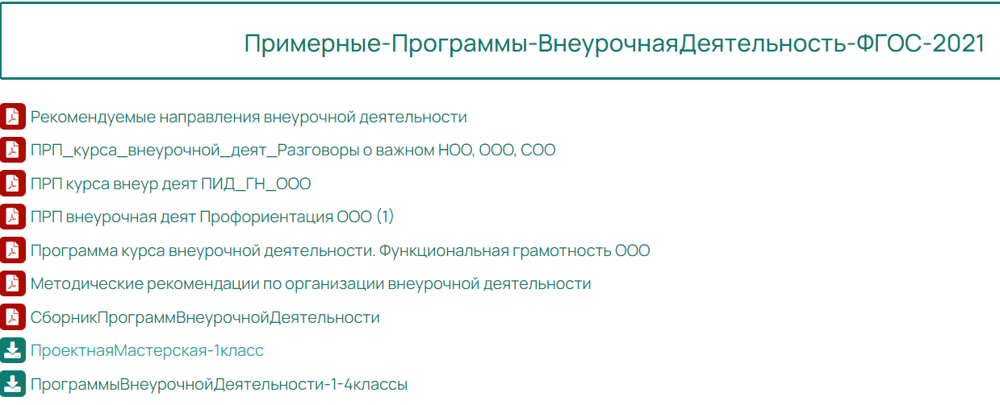 Примерные-Программы-ВнеурочнаяДеятельность-ФГОС-2021
Рекомендуемые направления внеурочной деятельности
ПРП_курса_внеурочной_деят_Разговоры о важном НОО, ООО, СОО
ПРП курса внеур деят ПИД_ГН_ООО
ПРП внеурочная деят Профориентация ООО (1)
Программа курса внеурочной деятельности. Функциональная грамотность ООО
Методические рекомендации по организации внеурочной деятельности
СборникПрограммВнеурочнойДеятельности
ПроектнаяМастерская-1класс
ПрограммыВнеурочнойДеятельности-1-4классы